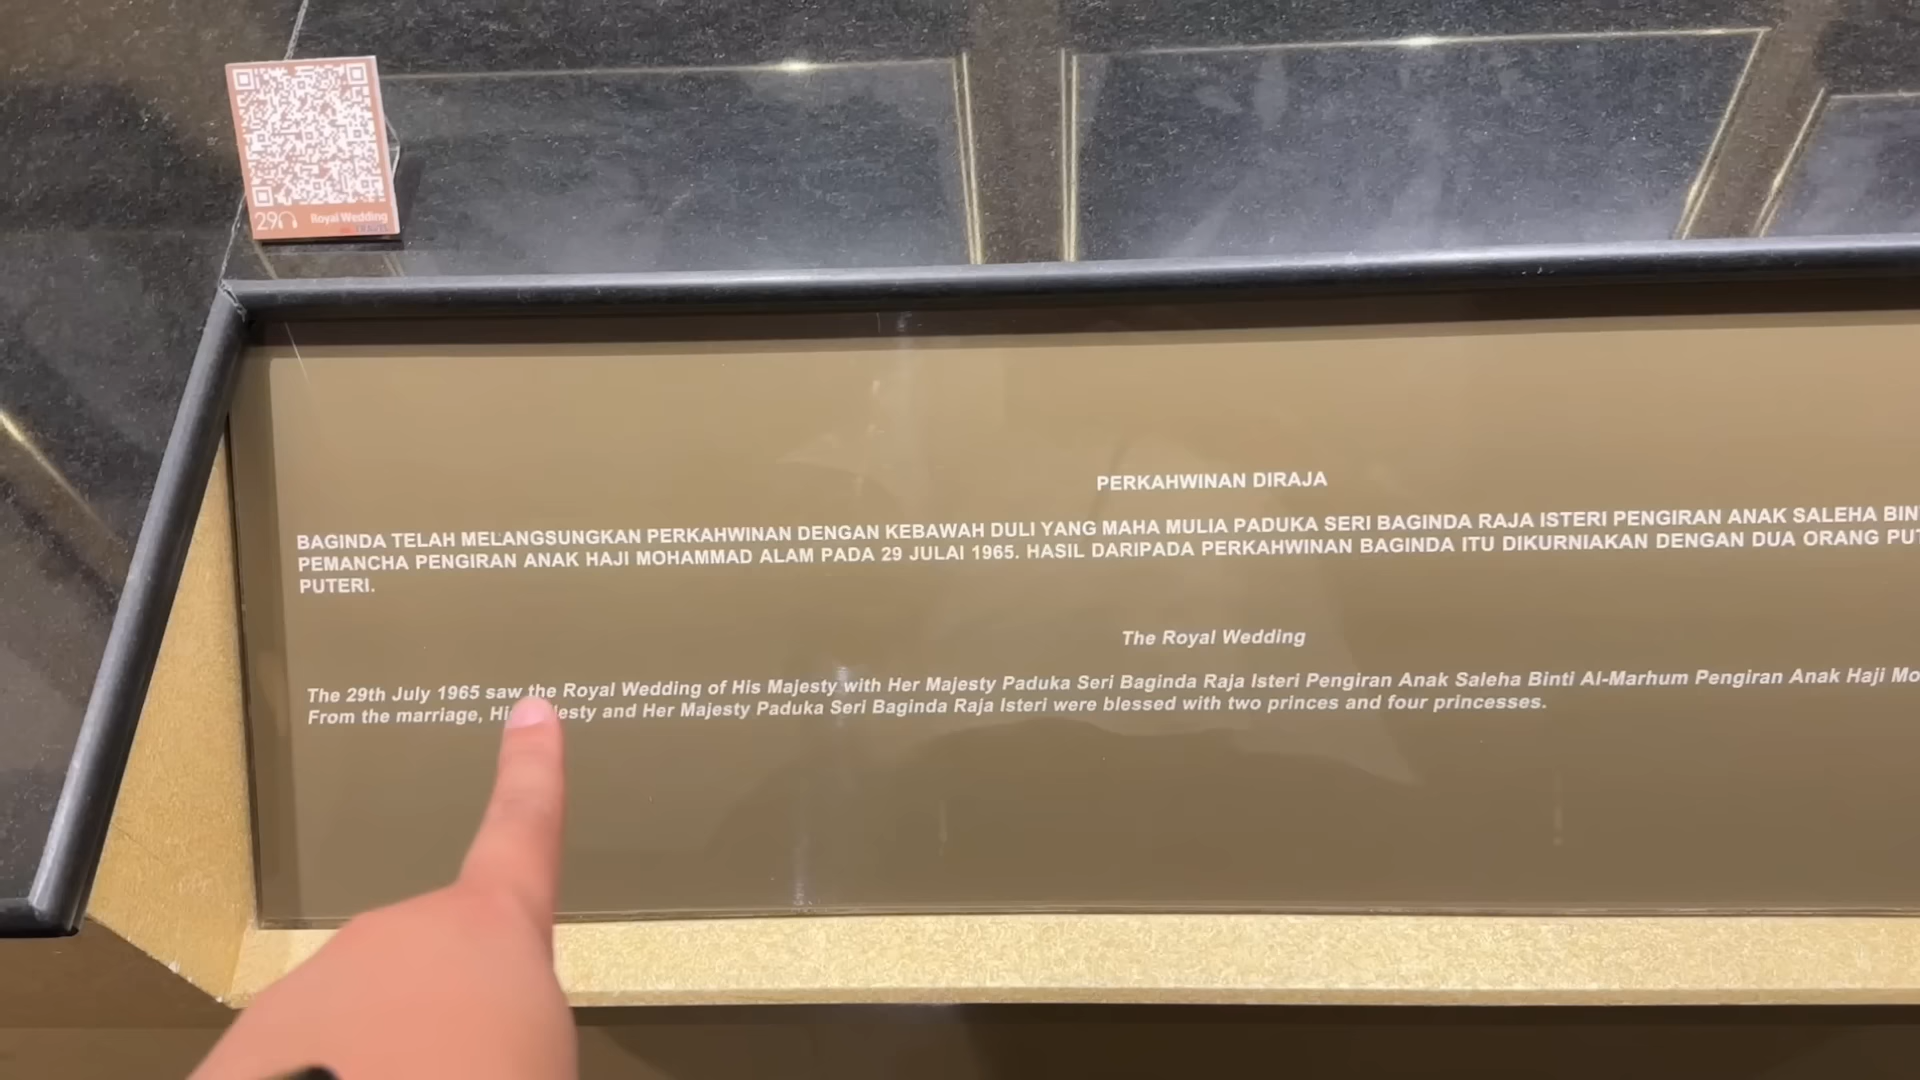 29 Royal Wedding
PERKAHWINAN DIRAJA
BAGINDA TELAH MELANGSUNGKAN PERKAHWINAN DENGAN KEBAWAH DULI YANG MAHA MULIA PADUKA SERI BAGINDA RAJA ISTERI PENGIRAN ANAK SALEHA
PEMANCHA PENGIRAN ANAK HAJI MOHAMMAD ALAM PADA 29 JULAI 1965. HASIL DARIPADA PERKAHWINAN BAGINDA ITU DIKURNIAKAN DENGAN DUA ORANG
PUTERI.
The Royal Wedding
The 29th July 1965 saw the Royal Wedding of His Majesty with Her Majesty Paduka Seri Baginda Raja Isteri Pengiran Anak Saleha Binti Al-Marhum Pengiran Anak Haji
From the marriage, and Her Majesty Paduka Seri Baginda Raja Isteri were blessed with two princes and four princesses.